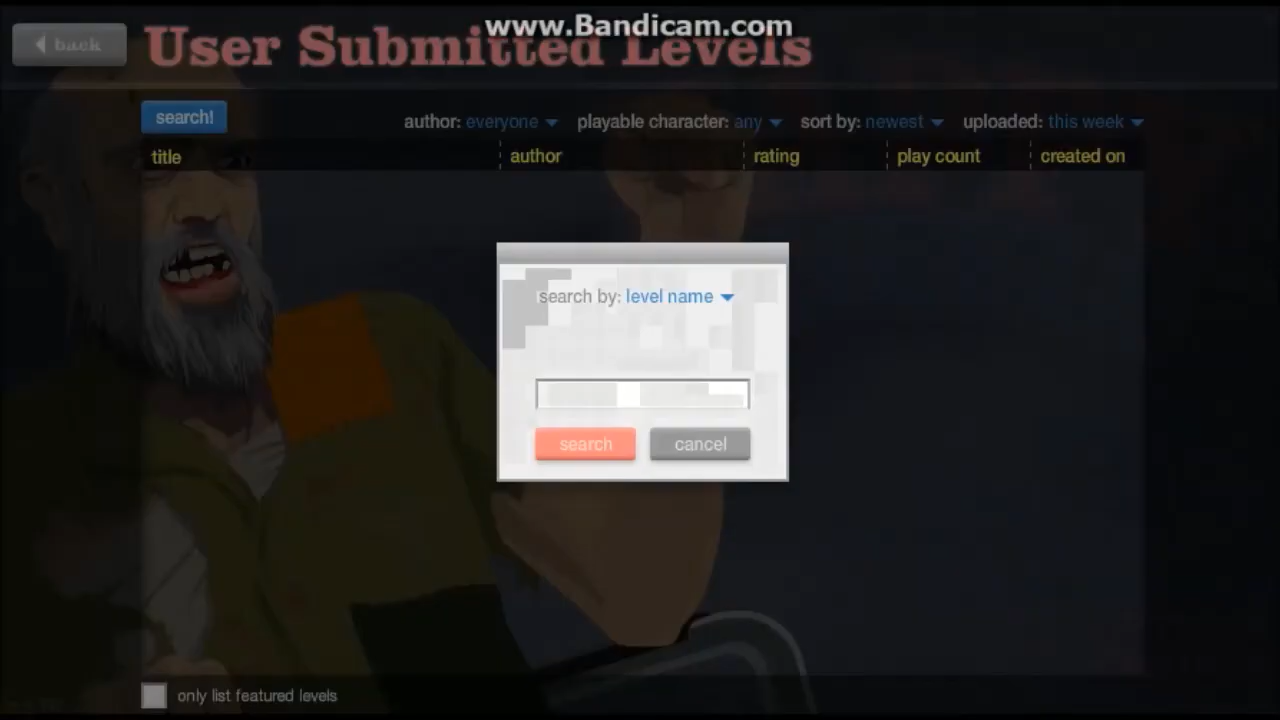 www.Bandicam.com
back
User Submitted Levels
search!
author: everyone
playable character: any
sort by: newest
uploaded: this week
title
author
rating
play count
created on
search by: level name
search
cancel
only list featured levels